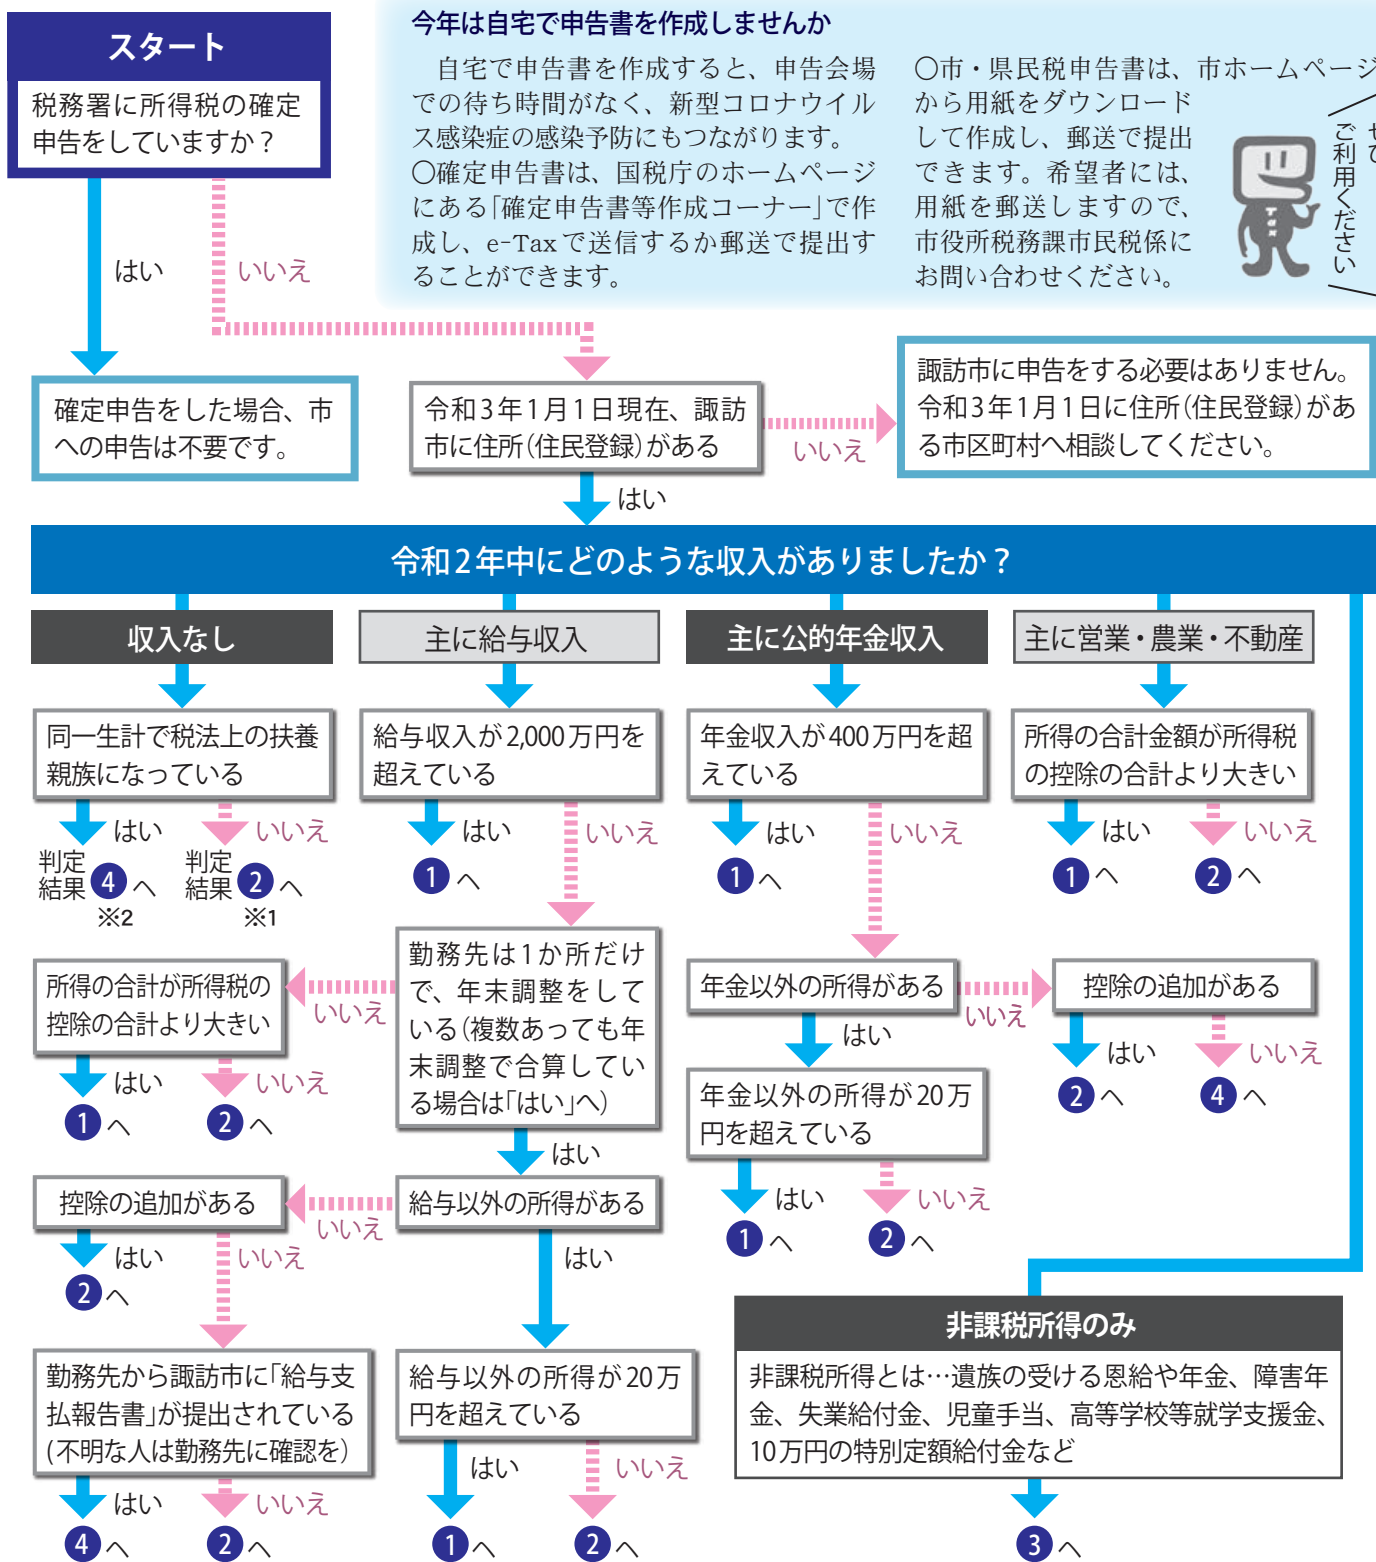 スタート
税務署に所得税の確定
申告をしていますか？
今年は自宅で申告書を作成しませんか
自宅で申告書を作成すると、申告会場
での待ち時間がなく、新型コロナウイル
ス感染症の感染予防にもつながります。
○確定申告書は、国税庁のホームページ
にある「確定申告書等作成コーナー」で作
成し、e-Taxで送信するか郵送で提出す
ることができます。
○市・県民税申告書は、市ホームページ
から用紙をダウンロード
して作成し、郵送で提出
できます。希望者には、
用紙を郵送しますので、
市役所税務課市民税係に
お問い合わせください。
ご利用ください
Tax
はい
いいえ
確定申告をした場合、市
への申告は不要です。
令和3年1月1日現在、諏訪
市に住所（住民登録）がある
いいえ
諏訪市に申告をする必要はありません。
令和3年1月1日に住所（住民登録）があ
る市区町村へ相談してください。
はい
令和2年中にどのような収入がありましたか？
収入なし
主に給与収入
主に公的年金収入
主に営業・農業・不動産
同一生計で税法上の扶養
親族になっている
給与収入が2,000万円を
超えている
年金収入が400万円を超
えている
所得の合計金額が所得税
の控除の合計より大きい
はい
いいえ
はい
いいえ
はい
いいえ
はい
いいえ
判定
結果 4 へ
※2
判定
結果 2 へ
※1
1 へ
1 へ
1 へ
2 へ
勤務先は1か所だけ
で、年末調整をして
いる（複数あっても年
末調整で合算してい
る場合は「はい」へ）
いいえ
所得の合計が所得税の
控除の合計より大きい
はい
いいえ
1 へ
2 へ
年金以外の所得がある
いいえ
控除の追加がある
はい
はい
いいえ
2 へ
4 へ
年金以外の所得が20万
円を超えている
はい
いいえ
1 へ
2 へ
はい
給与以外の所得がある
いいえ
控除の追加がある
はい
いいえ
2 へ
はい
勤務先から諏訪市に「給与支
払報告書」が提出されている
（不明な人は勤務先に確認を）
はい
いいえ
4 へ
2 へ
給与以外の所得が20万
円を超えている
はい
いいえ
1 へ
2 へ
非課税所得のみ
非課税所得とは…遺族の受ける恩給や年金、障害年
金、失業給付金、児童手当、高等学校等就学支援金、
10万円の特別定額給付金など
3 へ